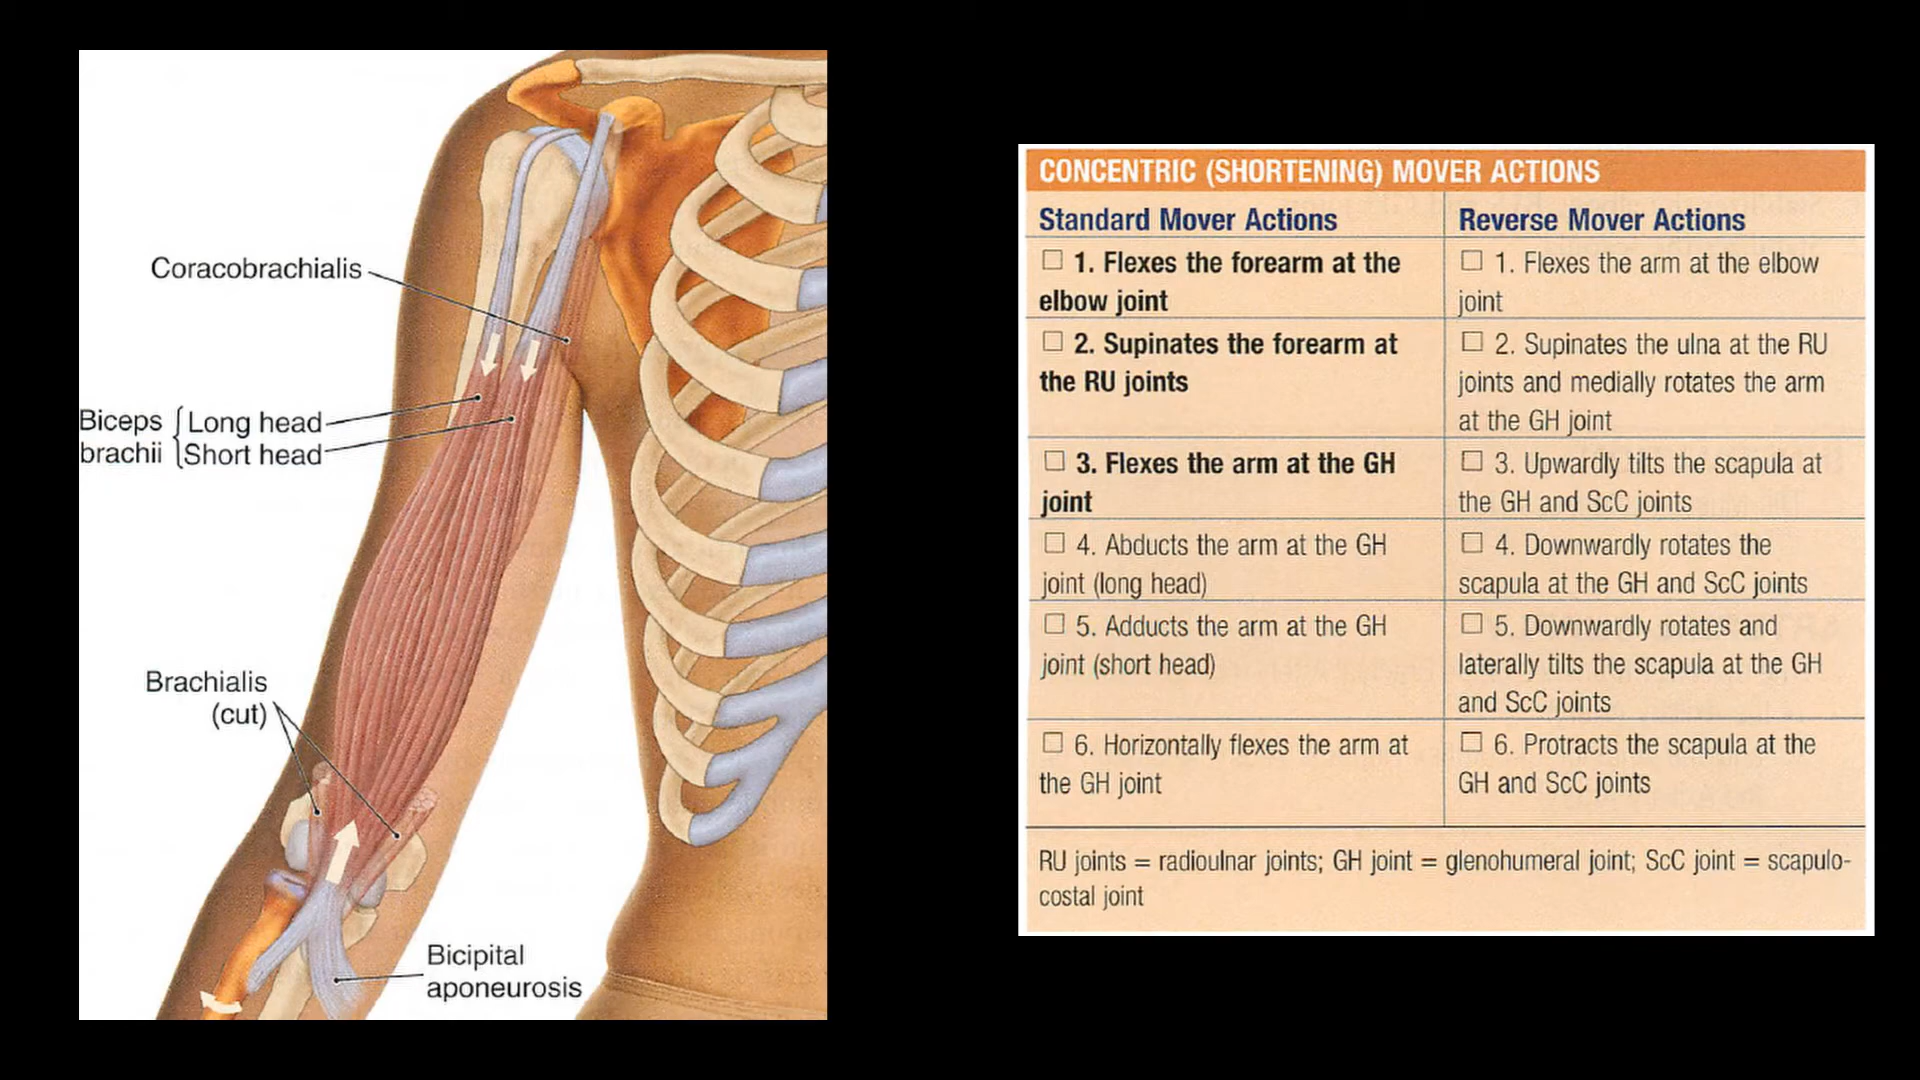 Coracobrachialis
Biceps brachii
Long head
Short head
Brachialis
(cut)
Bicipital
aponeurosis
CONCENTRIC (SHORTENING) MOVER ACTIONS
Standard Mover Actions
Reverse Mover Actions
☐ 1. Flexes the forearm at the
elbow joint
☐ 1. Flexes the arm at the elbow
joint
☐ 2. Supinates the forearm at
the RU joints
☐ 2. Supinates the ulna at the RU
joints and medially rotates the arm
at the GH joint
☐ 3. Flexes the arm at the GH
joint
☐ 3. Upwardly tilts the scapula at
the GH and ScC joints
☐ 4. Abducts the arm at the GH
joint (long head)
☐ 4. Downwardly rotates the
scapula at the GH and ScC joints
☐ 5. Adducts the arm at the GH
joint (short head)
☐ 5. Downwardly rotates and
laterally tilts the scapula at the GH
and ScC joints
☐ 6. Horizontally flexes the arm at
the GH joint
☐ 6. Protracts the scapula at the
GH and ScC joints
RU joints = radioulnar joints; GH joint = glenohumeral joint; ScC joint = scapulo-
costal joint